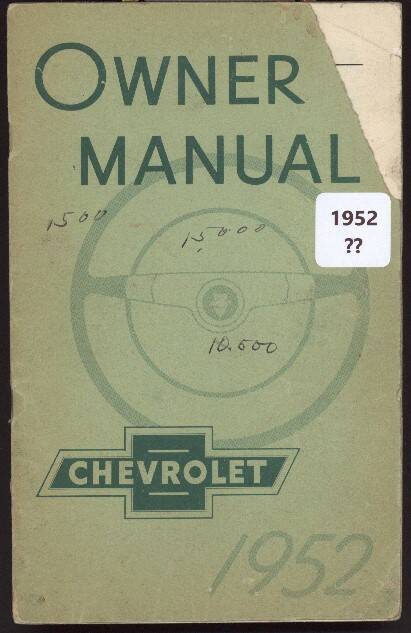 OWNER
MANUAL
1952
??
1500
15,000
10.500
CHEVROLET
1952